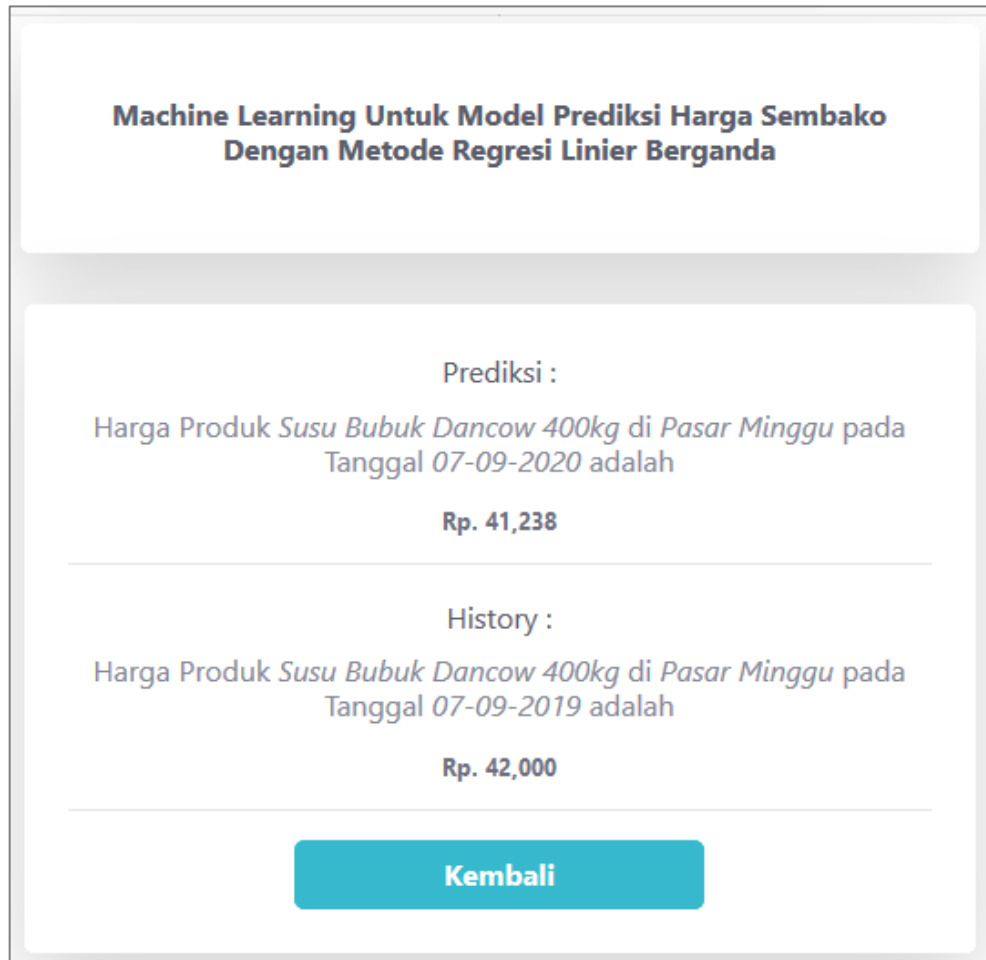 Machine Learning Untuk Model Prediksi Harga Sembako
Dengan Metode Regresi Linier Berganda
Prediksi :
Harga Produk Susu Bubuk Dancow 400kg di Pasar Minggu pada
Tanggal 07-09-2020 adalah
Rp. 41,238
History :
Harga Produk Susu Bubuk Dancow 400kg di Pasar Minggu pada
Tanggal 07-09-2019 adalah
Rp. 42,000
Kembali